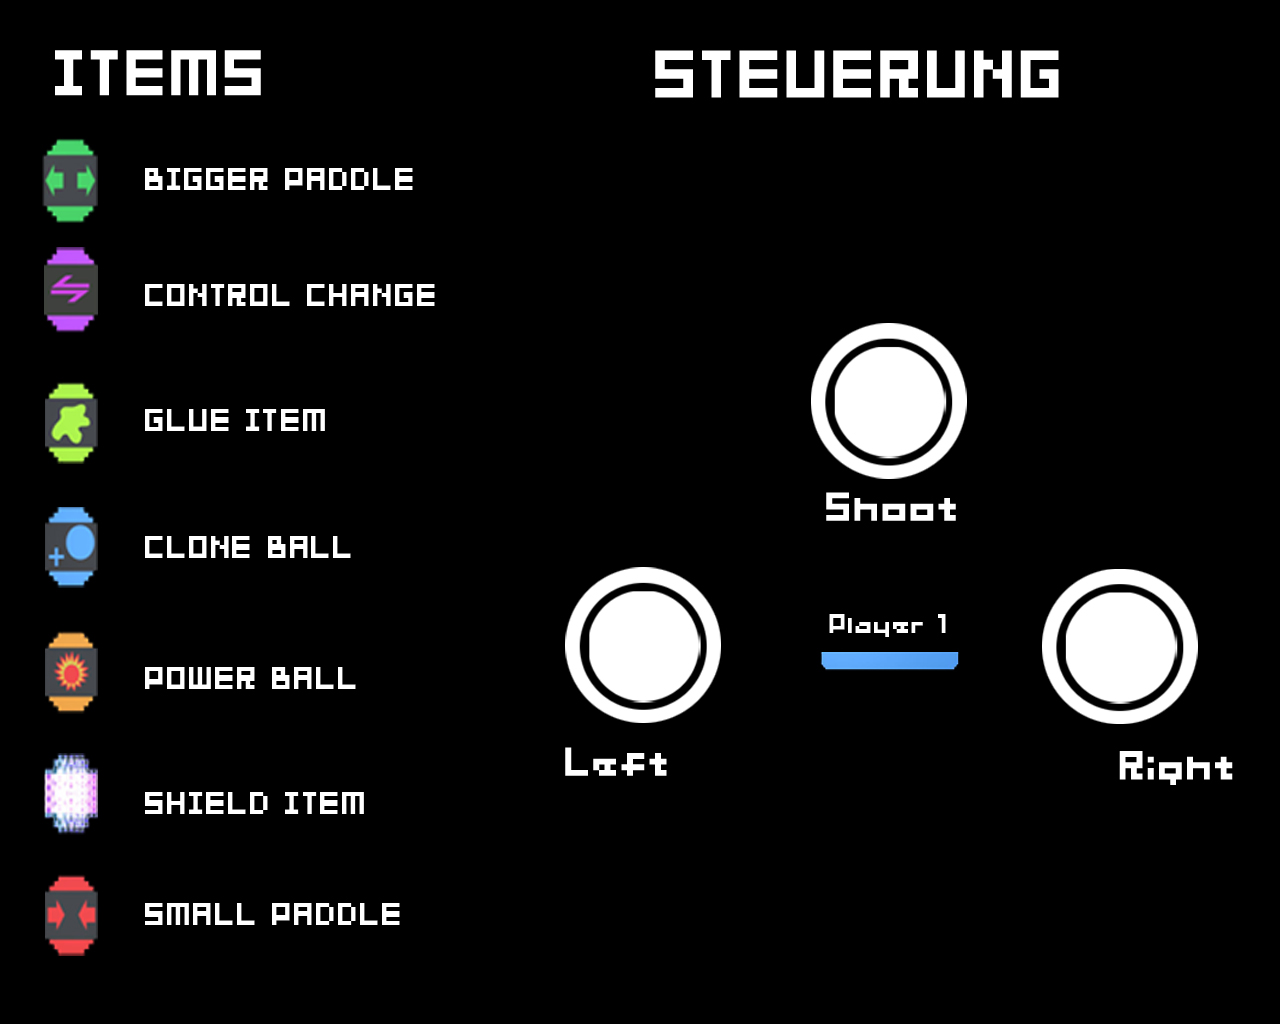 ITEMS
STEUERUNG
BIGGER PADDLE
CONTROL CHANGE
GLUE ITEM
CLONE BALL
POWER BALL
SHIELD ITEM
SMALL PADDLE
Shoot
Player 1
Left
Right